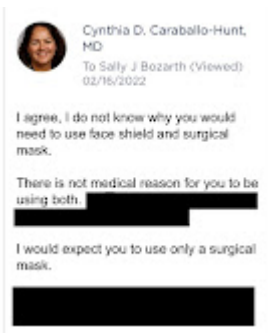 Cynthia D. Caraballo-Hunt,
MD
To Sally J Bozarth (Viewed)
02/16/2022
I agree, I do not know why you would
need to use face shield and surgical
mask.
There is not medical reason for you to be
using both.
I would expect you to use only a surgical
mask.